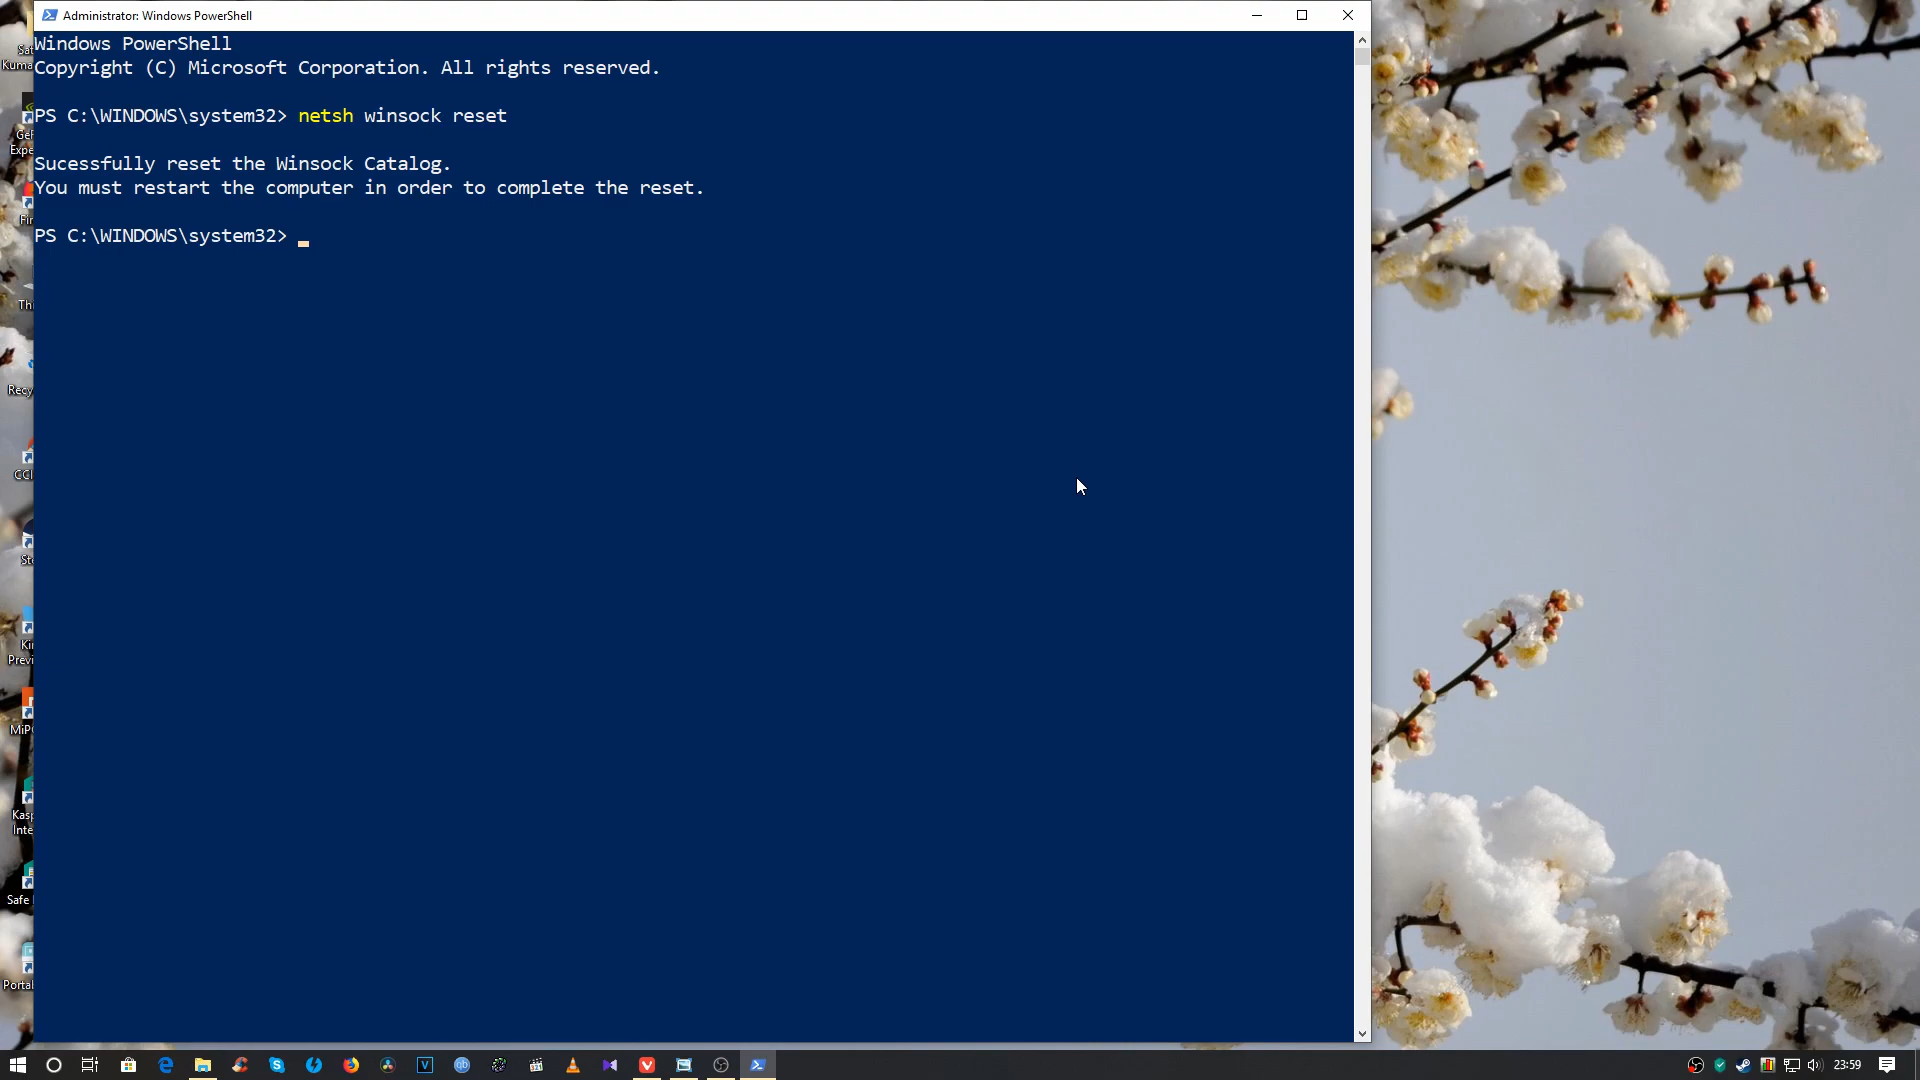 Administrator: Windows PowerShell
Windows PowerShell
Copyright (C) Microsoft Corporation. All rights reserved.
PS C:\WINDOWS\system32> netsh winsock reset
Sucessfully reset the Winsock Catalog.
You must restart the computer in order to complete the reset.
PS C:\WINDOWS\system32>
Safe
23:59